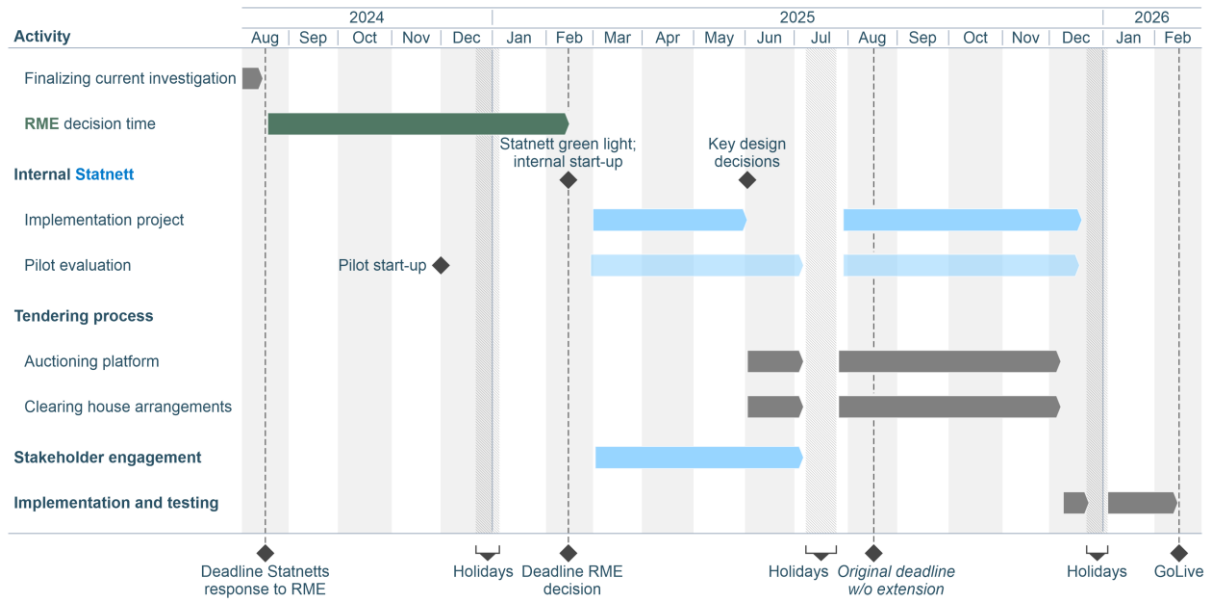 2024 2025 2026
Activity Aug Sep Oct Nov Dec Jan Feb Mar Apr May Jun Jul Aug Sep Oct Nov Dec Jan Feb
Finalizing current investigation
RME decision time
Statnett green light;
internal start-up
Key design
decisions
Internal Statnett
Implementation project
Pilot evaluation
Pilot start-up
Tendering process
Auctioning platform
Clearing house arrangements
Stakeholder engagement
Implementation and testing
Deadline Statnetts
response to RME
Holidays
Deadline RME
decision
Holidays
Original deadline
w/o extension
Holidays
GoLive